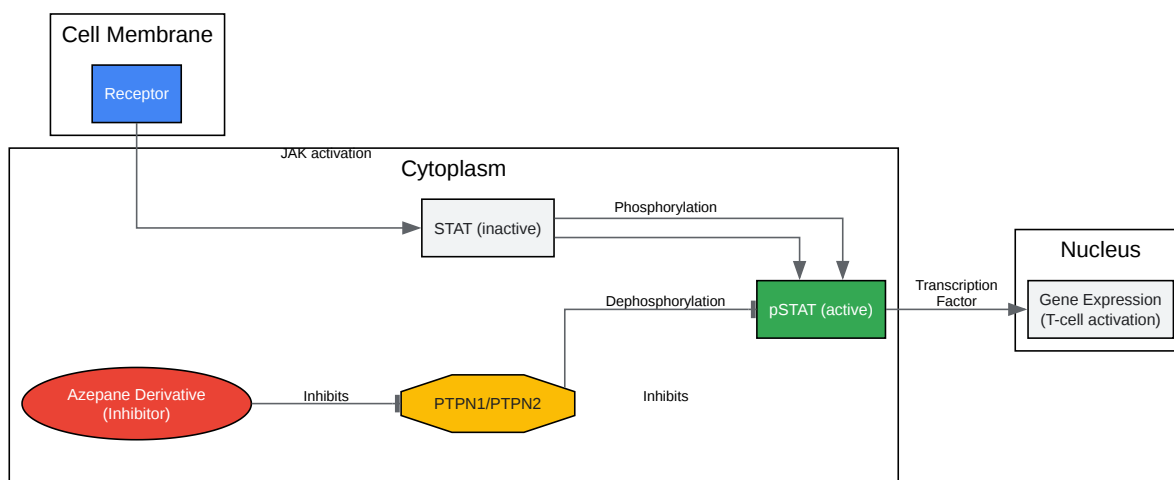 Cell Membrane
Receptor
JAK activation
Cytoplasm
STAT (inactive)
Phosphorylation
Nucleus
Dephosphorylation
pSTAT (active)
Transcription
Factor
Gene Expression
(T-cell activation)
Azepane Derivative
(Inhibitor)
Inhibits
PTPN1/PTPN2
Inhibits